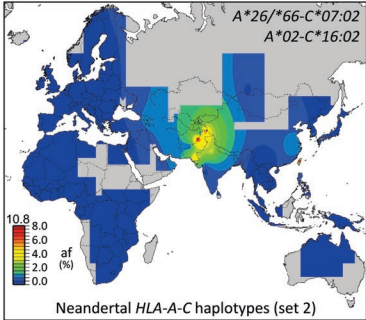 A*26/*66-C*07:02
A*02-C*16:02
10.8
8.0
6.0
af
4.0
(%)
2.0
0.0
Neandertal HLA-A-C haplotypes (set 2)